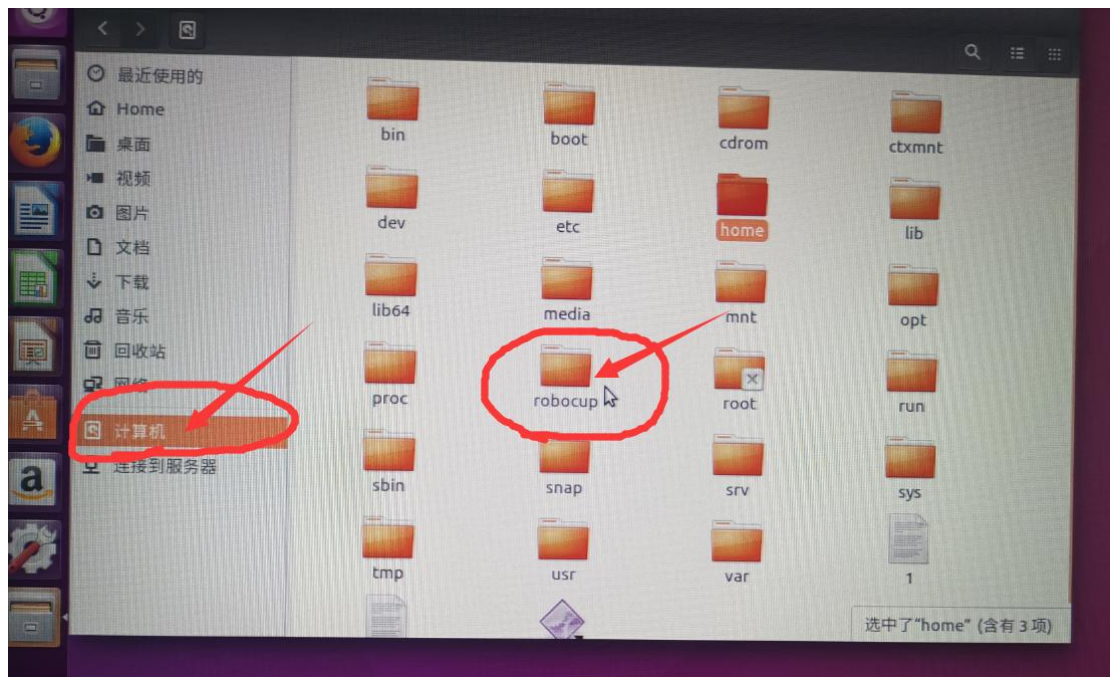 最近使用的
Home
桌面
视频
图片
文档
下载
音乐
回收站
网络
计算机
连接到服务器
bin
boot
cdrom
ctxmnt
dev
etc
home
lib
lib64
media
mnt
opt
proc
robocup
root
run
sbin
snap
srv
sys
tmp
usr
var
1
选中了"home" (含有 3 项)